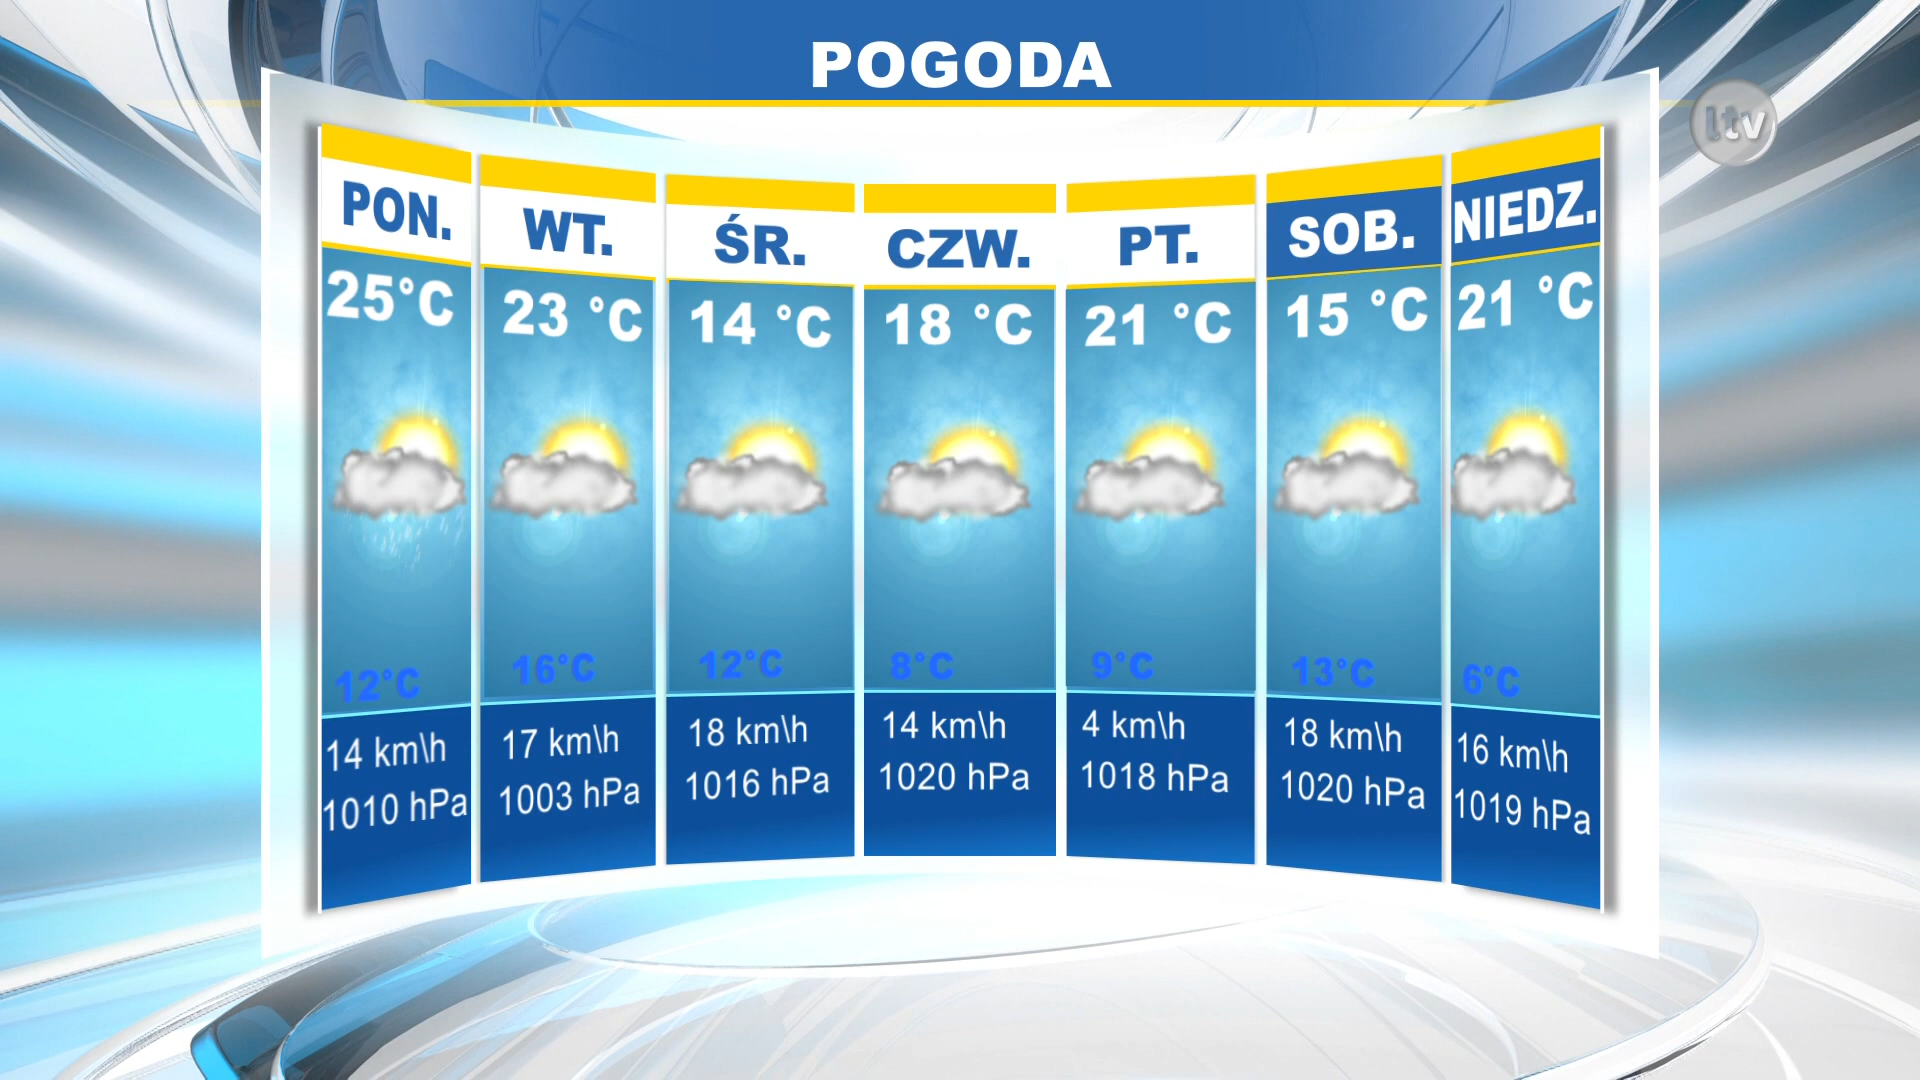 POGODA
ltv
PON.
25°C
12°C
14 km\h
1010 hPa
WT.
23 °C
16°C
17 km\h
1003 hPa
ŚR.
14 °C
12°C
18 km\h
1016 hPa
CZW.
18 °C
8°C
14 km\h
1020 hPa
PT.
21 °C
9°C
4 km\h
1018 hPa
SOB.
15 °C
13°C
18 km\h
1020 hPa
NIEDZ.
21 °C
6°C
16 km\h
1019 hPa